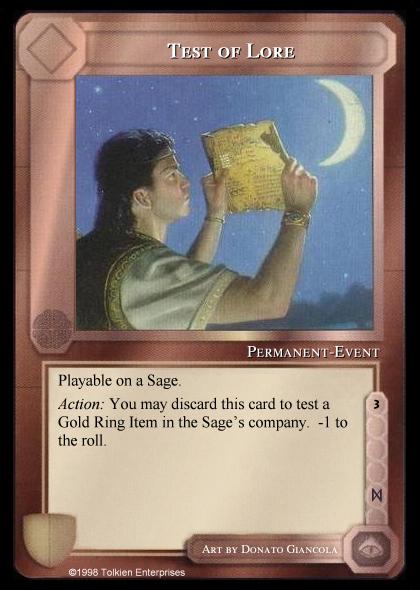 TEST OF LORE
PERMANENT-EVENT
Playable on a Sage.
Action: You may discard this card to test a
Gold Ring Item in the Sage's company. -1 to
the roll.
3
ᛞ
ART BY DONATO GIANCOLA
©1998 Tolkien Enterprises